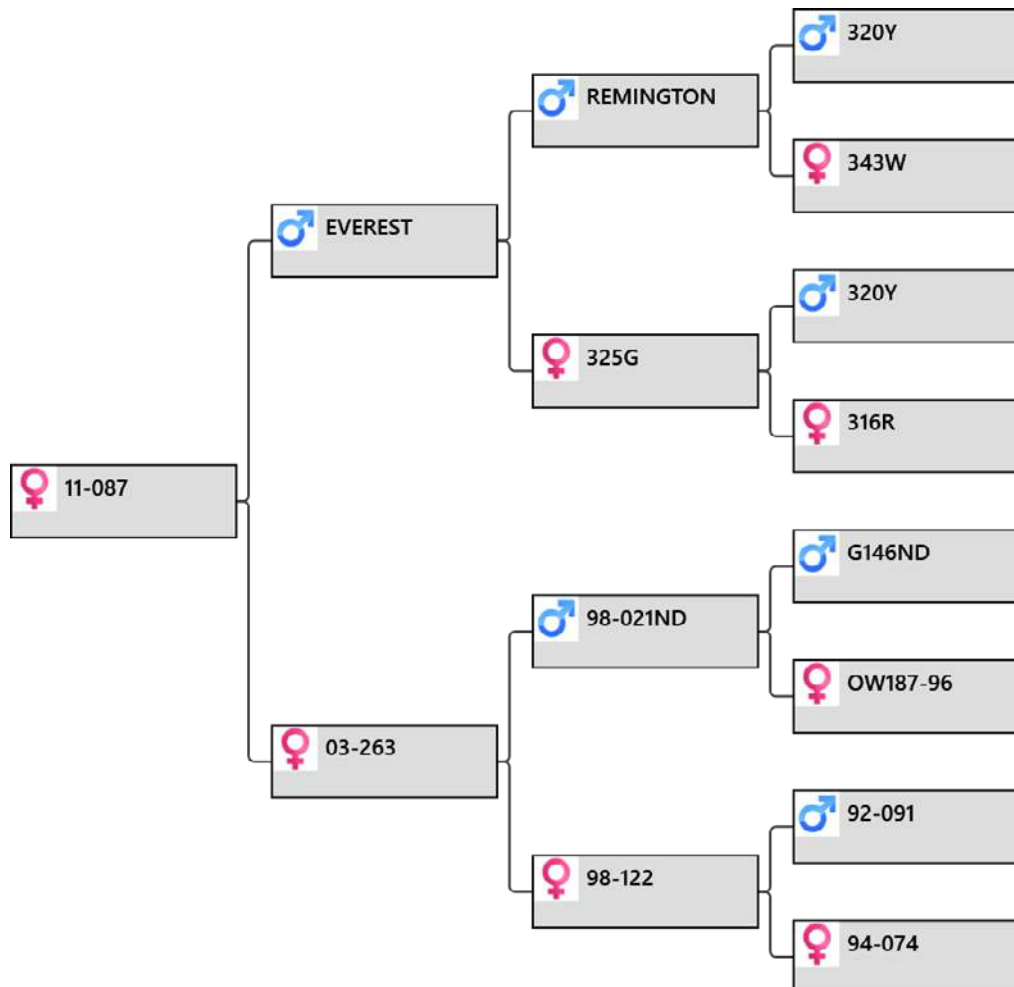 320Y
REMINGTON
343W
EVEREST
320Y
325G
316R
11-087
G146ND
98-021ND
OW187-96
03-263
92-091
98-122
94-074